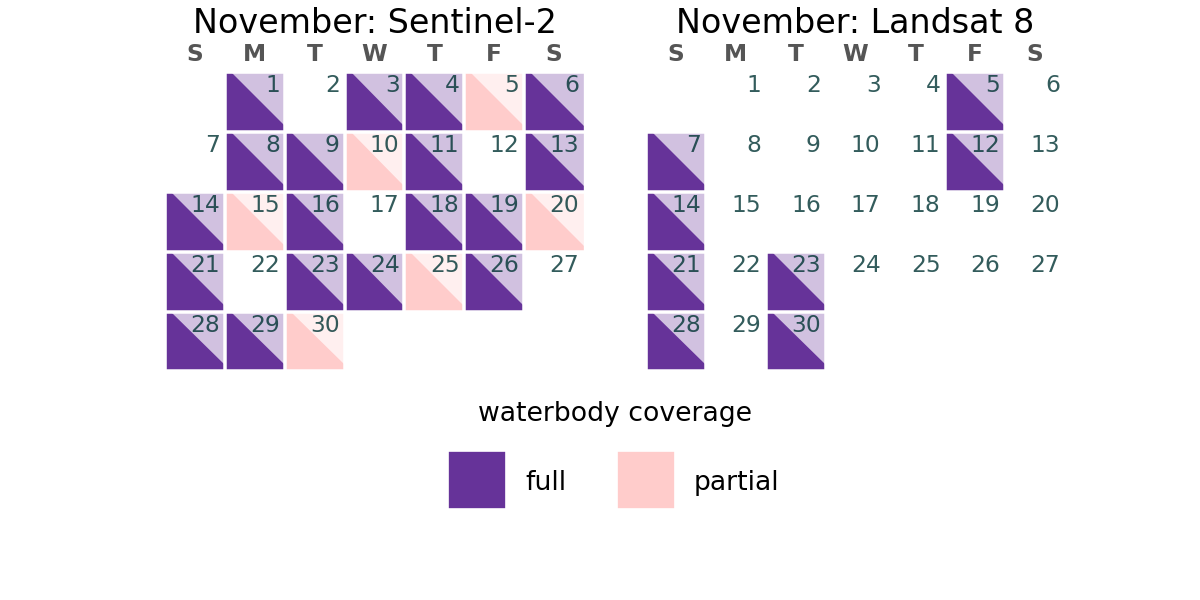 November: Sentinel-2
S M T W T F S
1 2 3 4 5 6
7 8 9 10 11 12 13
14 15 16 17 18 19 20
21 22 23 24 25 26 27
28 29 30
November: Landsat 8
S M T W T F S
1 2 3 4 5 6
7 8 9 10 11 12 13
14 15 16 17 18 19 20
21 22 23 24 25 26 27
28 29 30
waterbody coverage
full partial